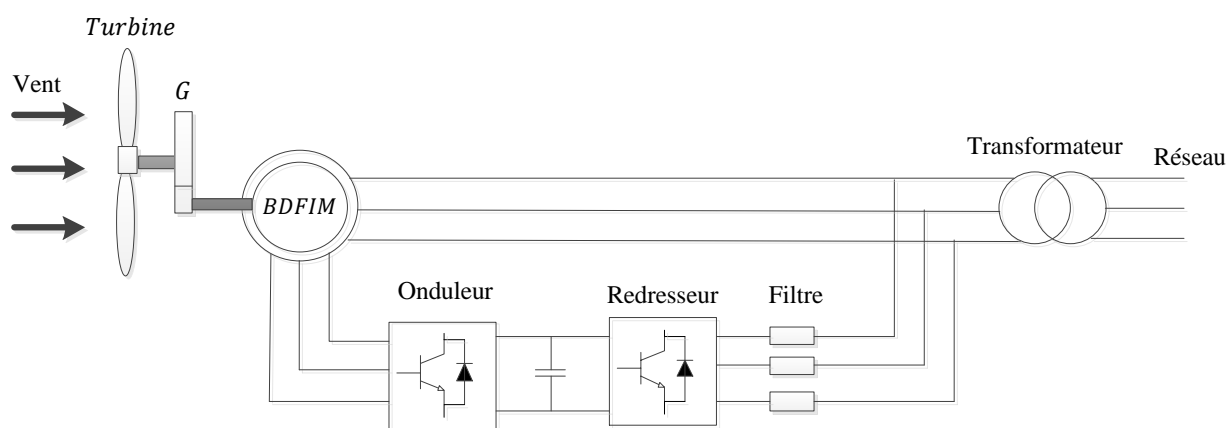 Turbine
Vent
G
Transformateur
Réseau
BDFIM
Onduleur
Redresseur
Filtre